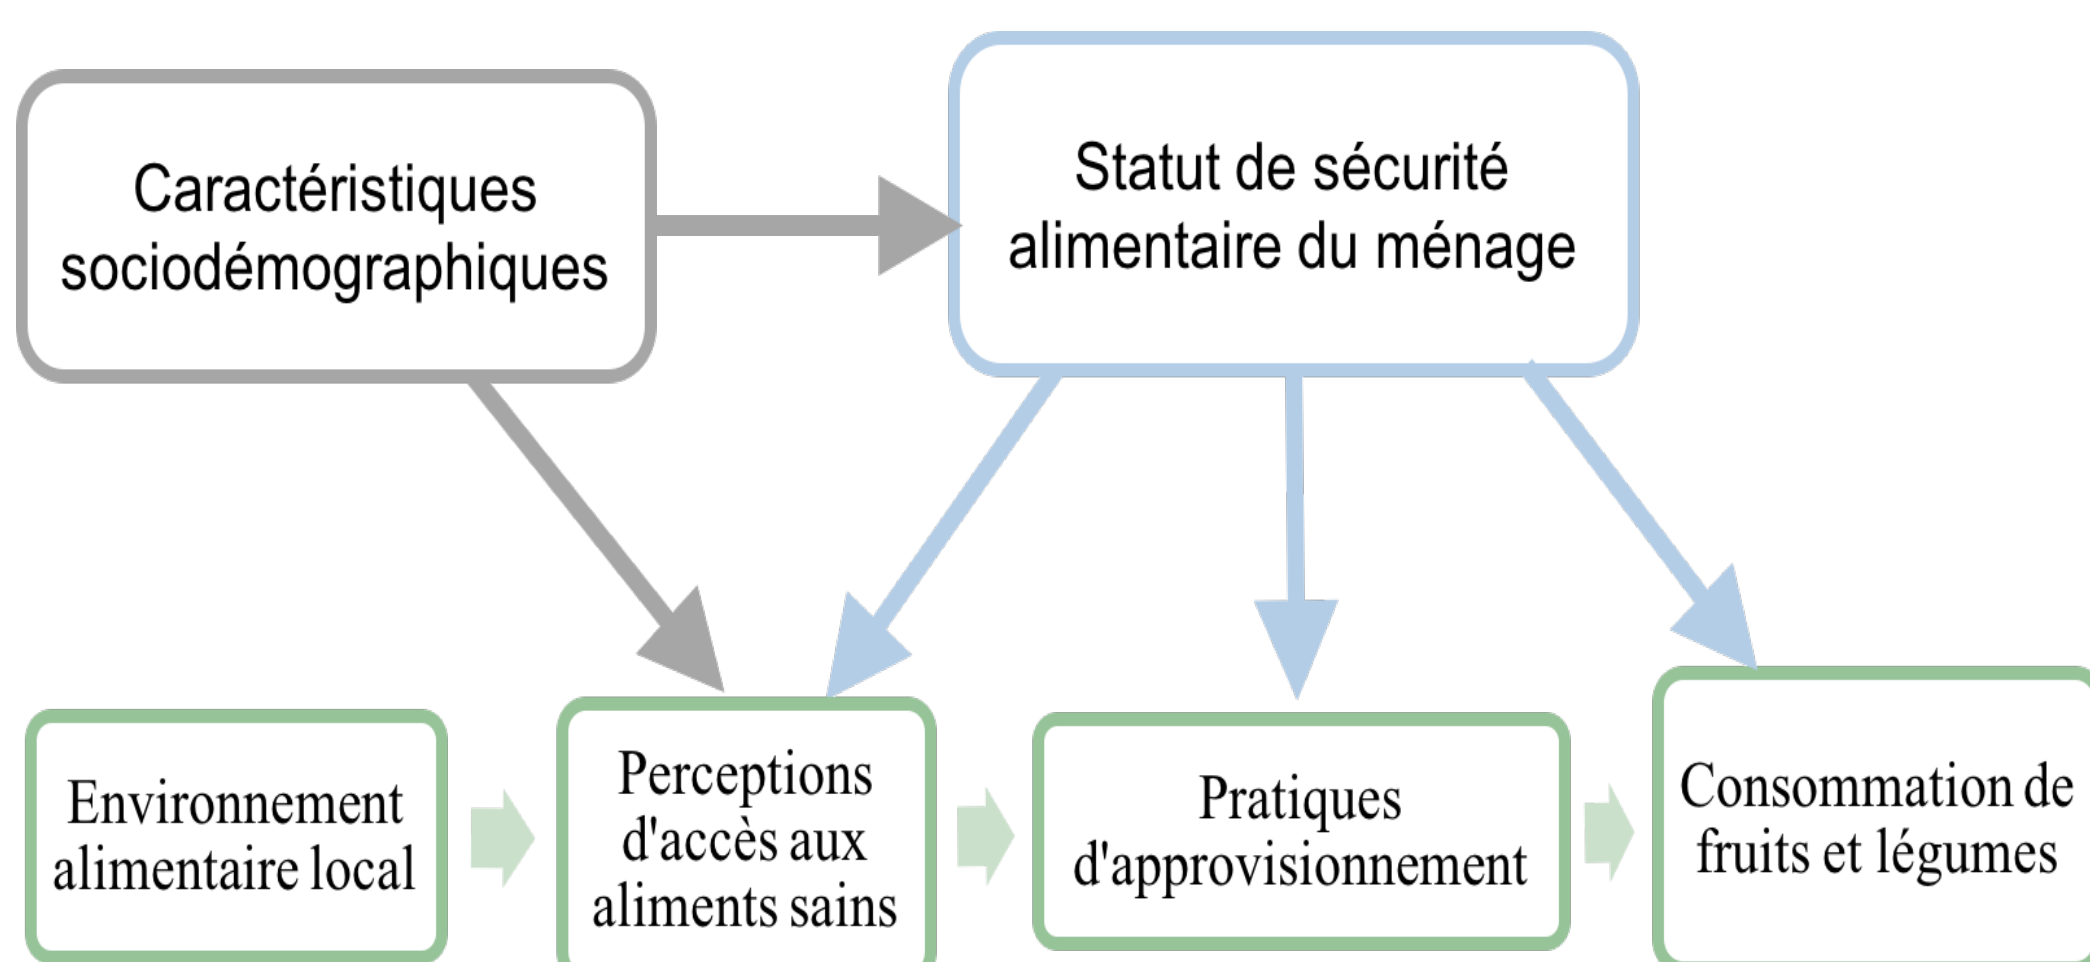 Caractéristiques
sociodémographiques
Statut de sécurité
alimentaire du ménage
Environnement
alimentaire local
Perceptions
d'accès aux
aliments sains
Pratiques
d'approvisionnement
Consommation de
fruits et légumes